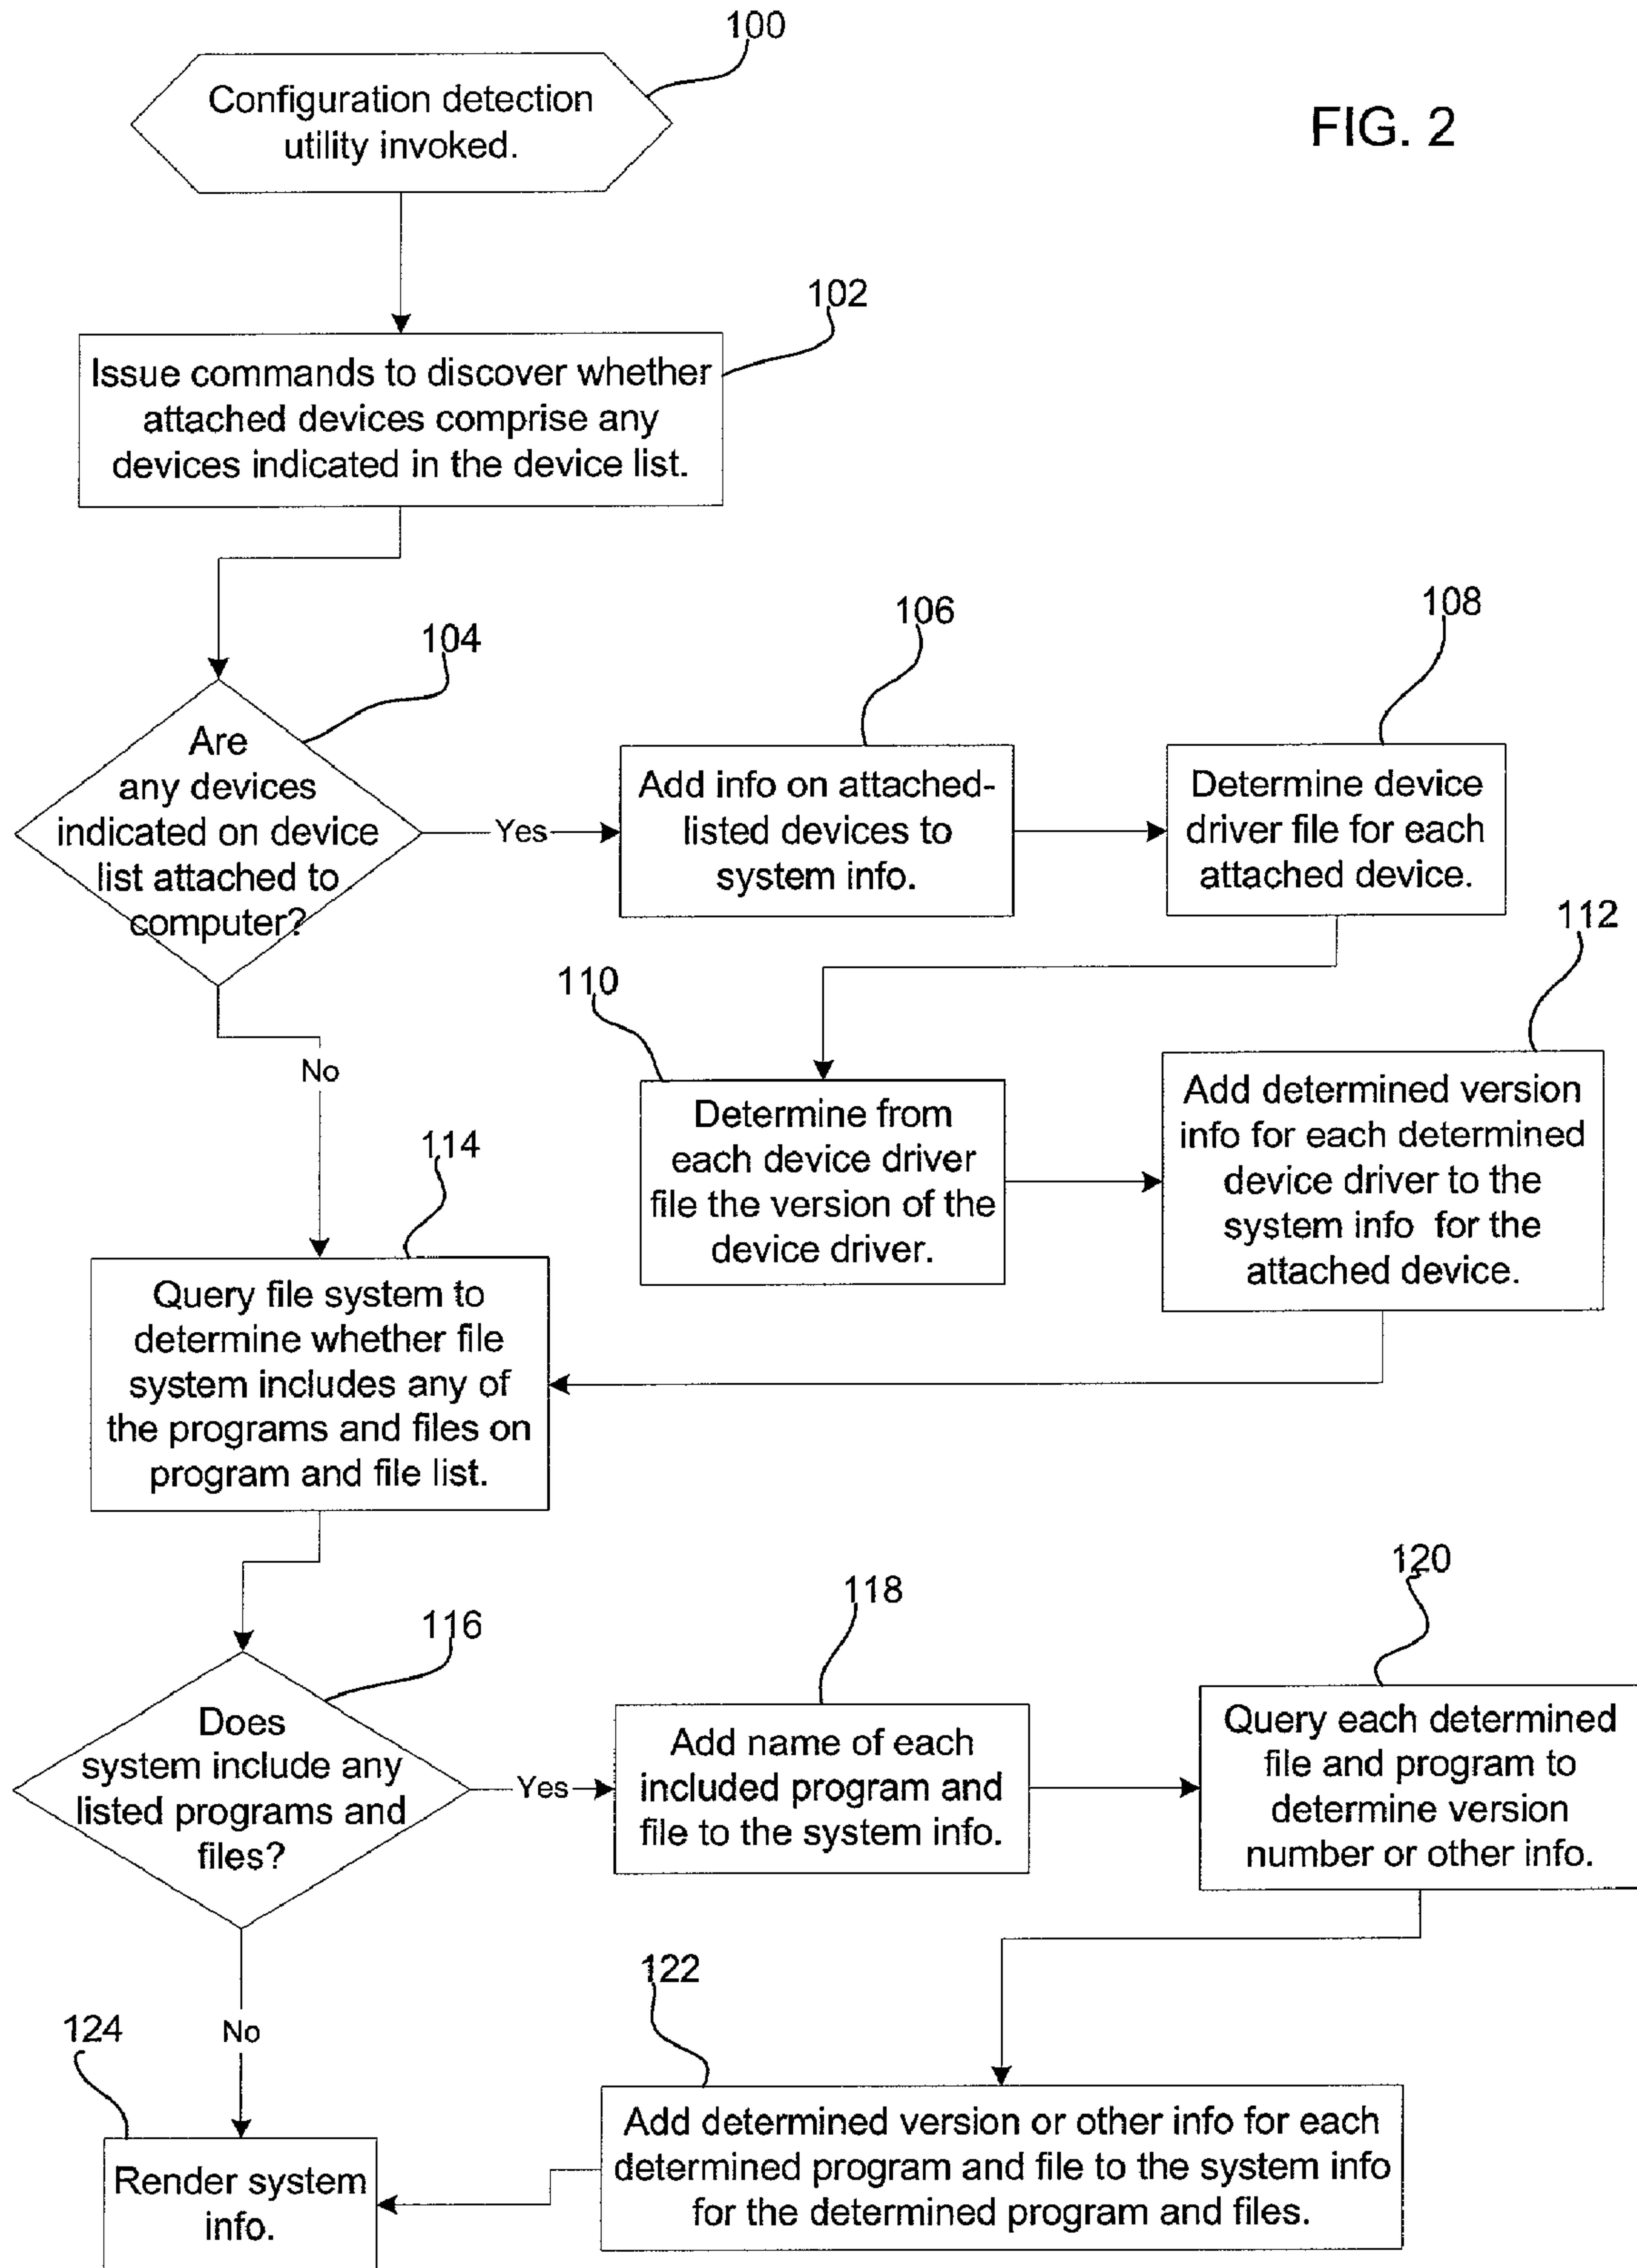 100
Configuration detection
utility invoked.
FIG. 2
102
Issue commands to discover whether
attached devices comprise any
devices indicated in the device list.
104
Are
any devices
indicated on device
list attached to
computer?
Yes
No
106
Add info on attached-
listed devices to
system info.
108
Determine device
driver file for each
attached device.
110
Determine from
each device driver
file the version of the
device driver.
112
Add determined version
info for each determined
device driver to the
system info for the
attached device.
114
Query file system to
determine whether file
system includes any of
the programs and files on
program and file list.
116
Does
system include any
listed programs and
files?
Yes
No
118
Add name of each
included program and
file to the system info.
120
Query each determined
file and program to
determine version
number or other info.
122
Add determined version or other info for each
determined program and file to the system info
for the determined program and files.
124
Render system
info.